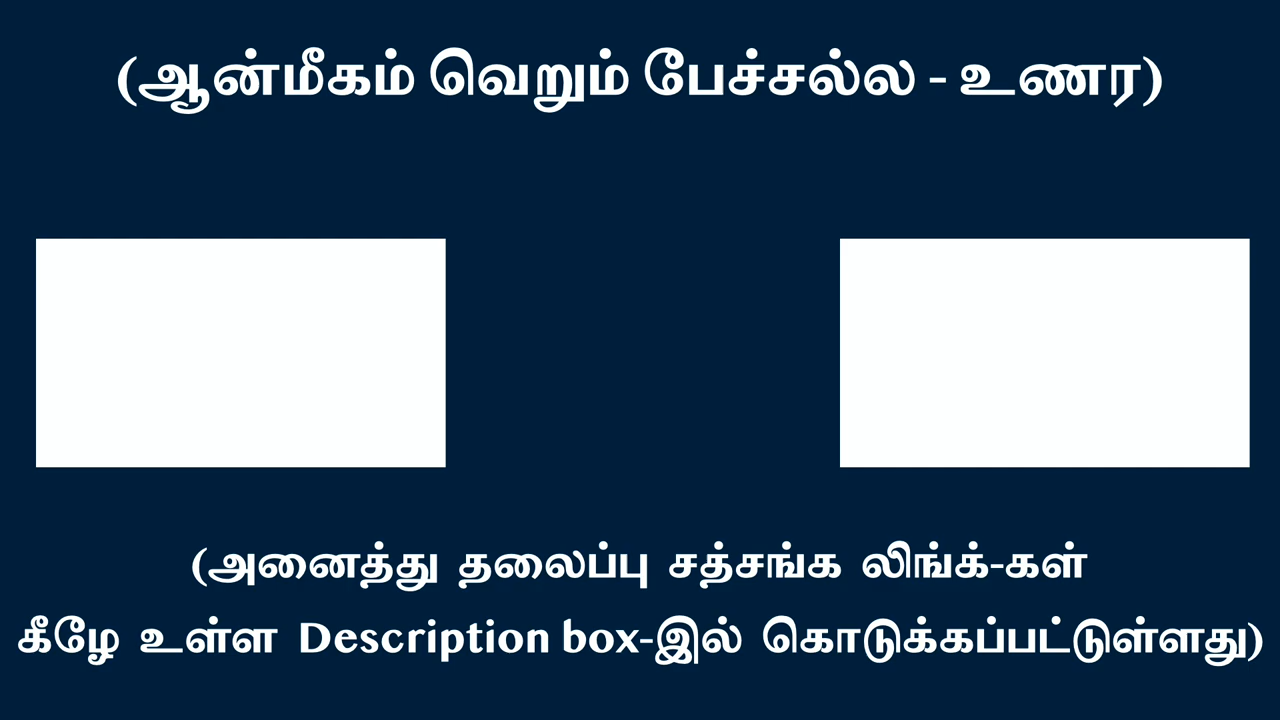 (ஆன்மீகம் வெறும் பேச்சல்ல - உணர)
(அனைத்து தலைப்பு சத்சங்க லிங்க்-கள்
கீழே உள்ள Description box-இல் கொடுக்கப்பட்டுள்ளது)